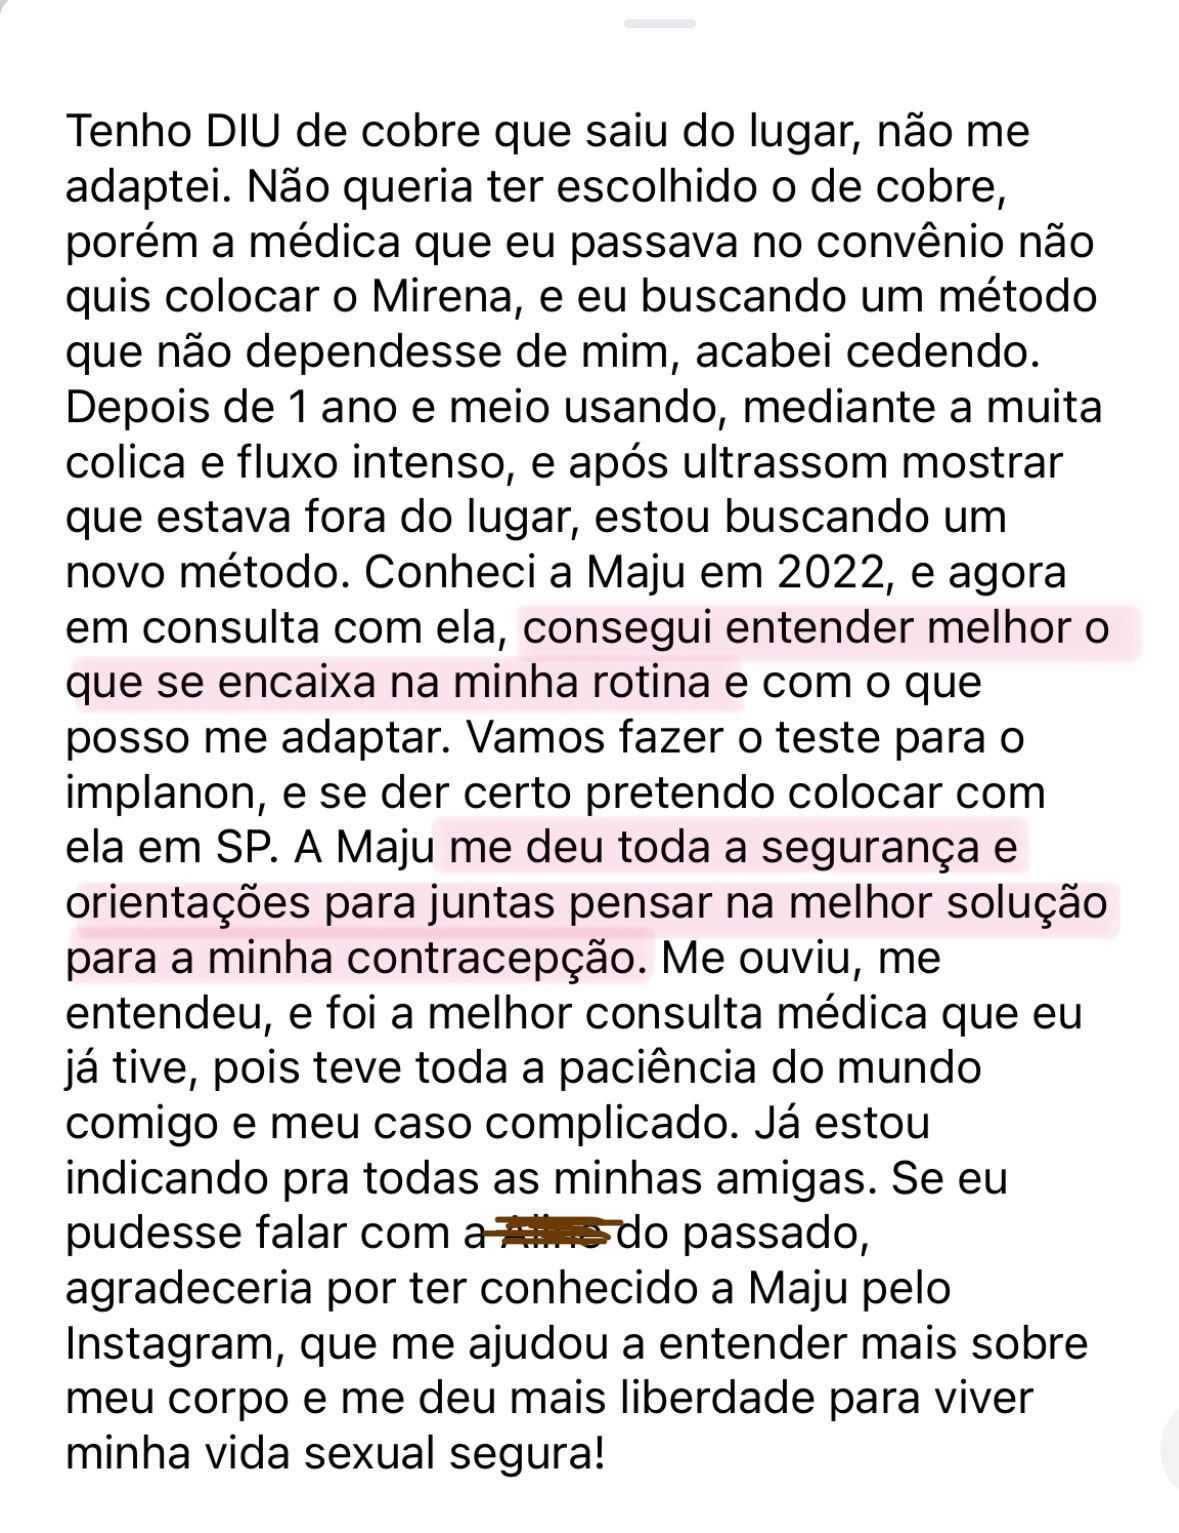 Tenho DIU de cobre que saiu do lugar, não me
adaptei. Não queria ter escolhido o de cobre,
porém a médica que eu passava no convênio não
quis colocar o Mirena, e eu buscando um método
que não dependesse de mim, acabei cedendo.
Depois de 1 ano e meio usando, mediante a muita
colica e fluxo intenso, e após ultrassom mostrar
que estava fora do lugar, estou buscando um
novo método. Conheci a Maju em 2022, e agora
em consulta com ela, consegui entender melhor o
que se encaixa na minha rotina e com o que
posso me adaptar. Vamos fazer o teste para o
implanon, e se der certo pretendo colocar com
ela em SP. A Maju me deu toda a segurança e
orientações para juntas pensar na melhor solução
para a minha contracepção. Me ouviu, me
entendeu, e foi a melhor consulta médica que eu
já tive, pois teve toda a paciência do mundo
comigo e meu caso complicado. Já estou
indicando pra todas as minhas amigas. Se eu
pudesse falar com a do passado,
agradeceria por ter conhecido a Maju pelo
Instagram, que me ajudou a entender mais sobre
meu corpo e me deu mais liberdade para viver
minha vida sexual segura!